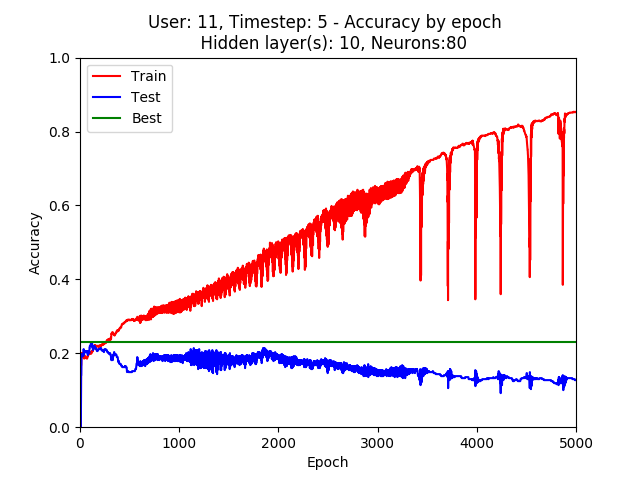 User: 11, Timestep: 5 - Accuracy by epoch
Hidden layer(s): 10, Neurons:80
1.0
0.8
0.6
0.4
0.2
0.0
Accuracy
Train
Test
Best
0
1000
2000
3000
4000
5000
Epoch